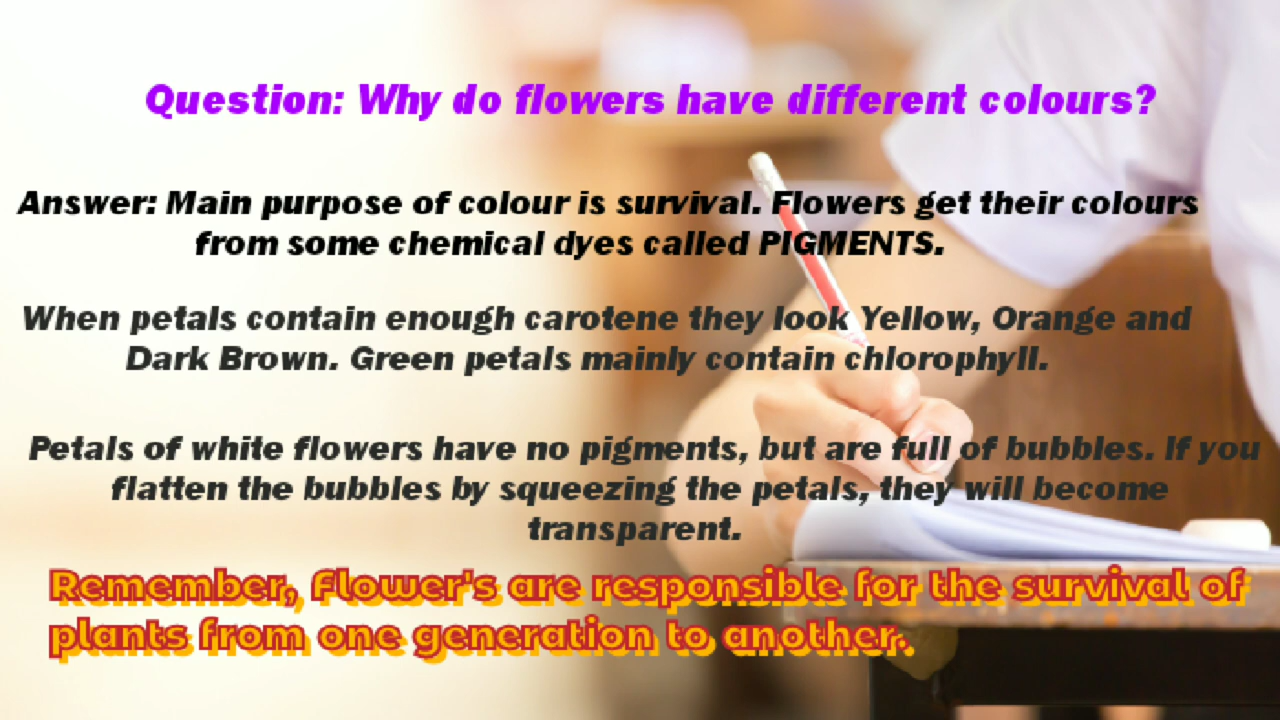 Question: Why do flowers have different colours?
Answer: Main purpose of colour is survival. Flowers get their colours
from some chemical dyes called PIGMENTS.
When petals contain enough carotene they look Yellow, Orange and
Dark Brown. Green petals mainly contain chlorophyll.
Petals of white flowers have no pigments, but are full of bubbles. If you
flatten the bubbles by squeezing the petals, they will become
transparent.
Remember, Flower's are responsible for the survival of
plants from one generation to another.